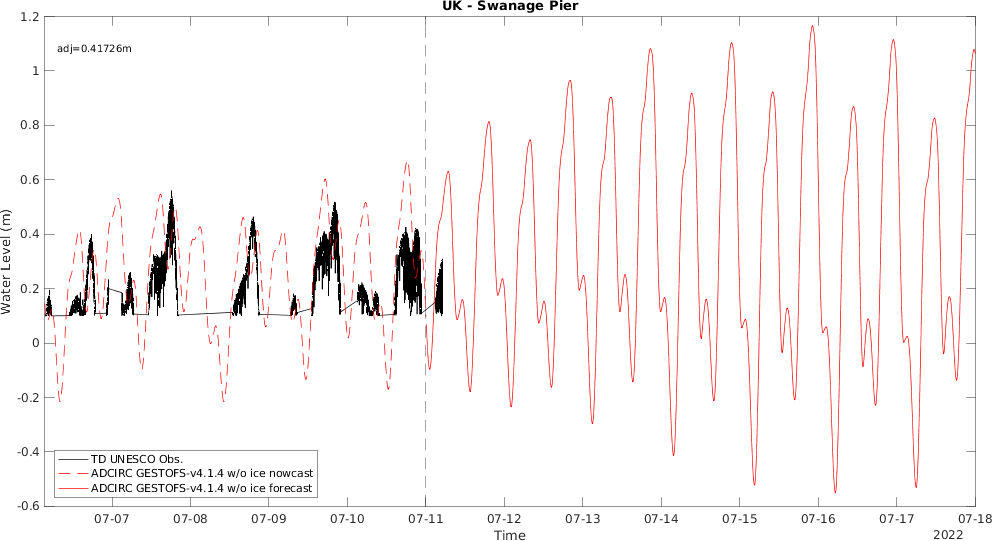 UK - Swanage Pier
adj=0.41726m
1.2
1
0.8
0.6
0.4
0.2
0
-0.2
-0.4
-0.6
Water Level (m)
TD UNESCO Obs.
ADCIRC GESTOFS-v4.1.4 w/o ice nowcast
ADCIRC GESTOFS-v4.1.4 w/o ice forecast
07-07 07-08 07-09 07-10 07-11 07-12 07-13 07-14 07-15 07-16 07-17 07-18
Time
2022